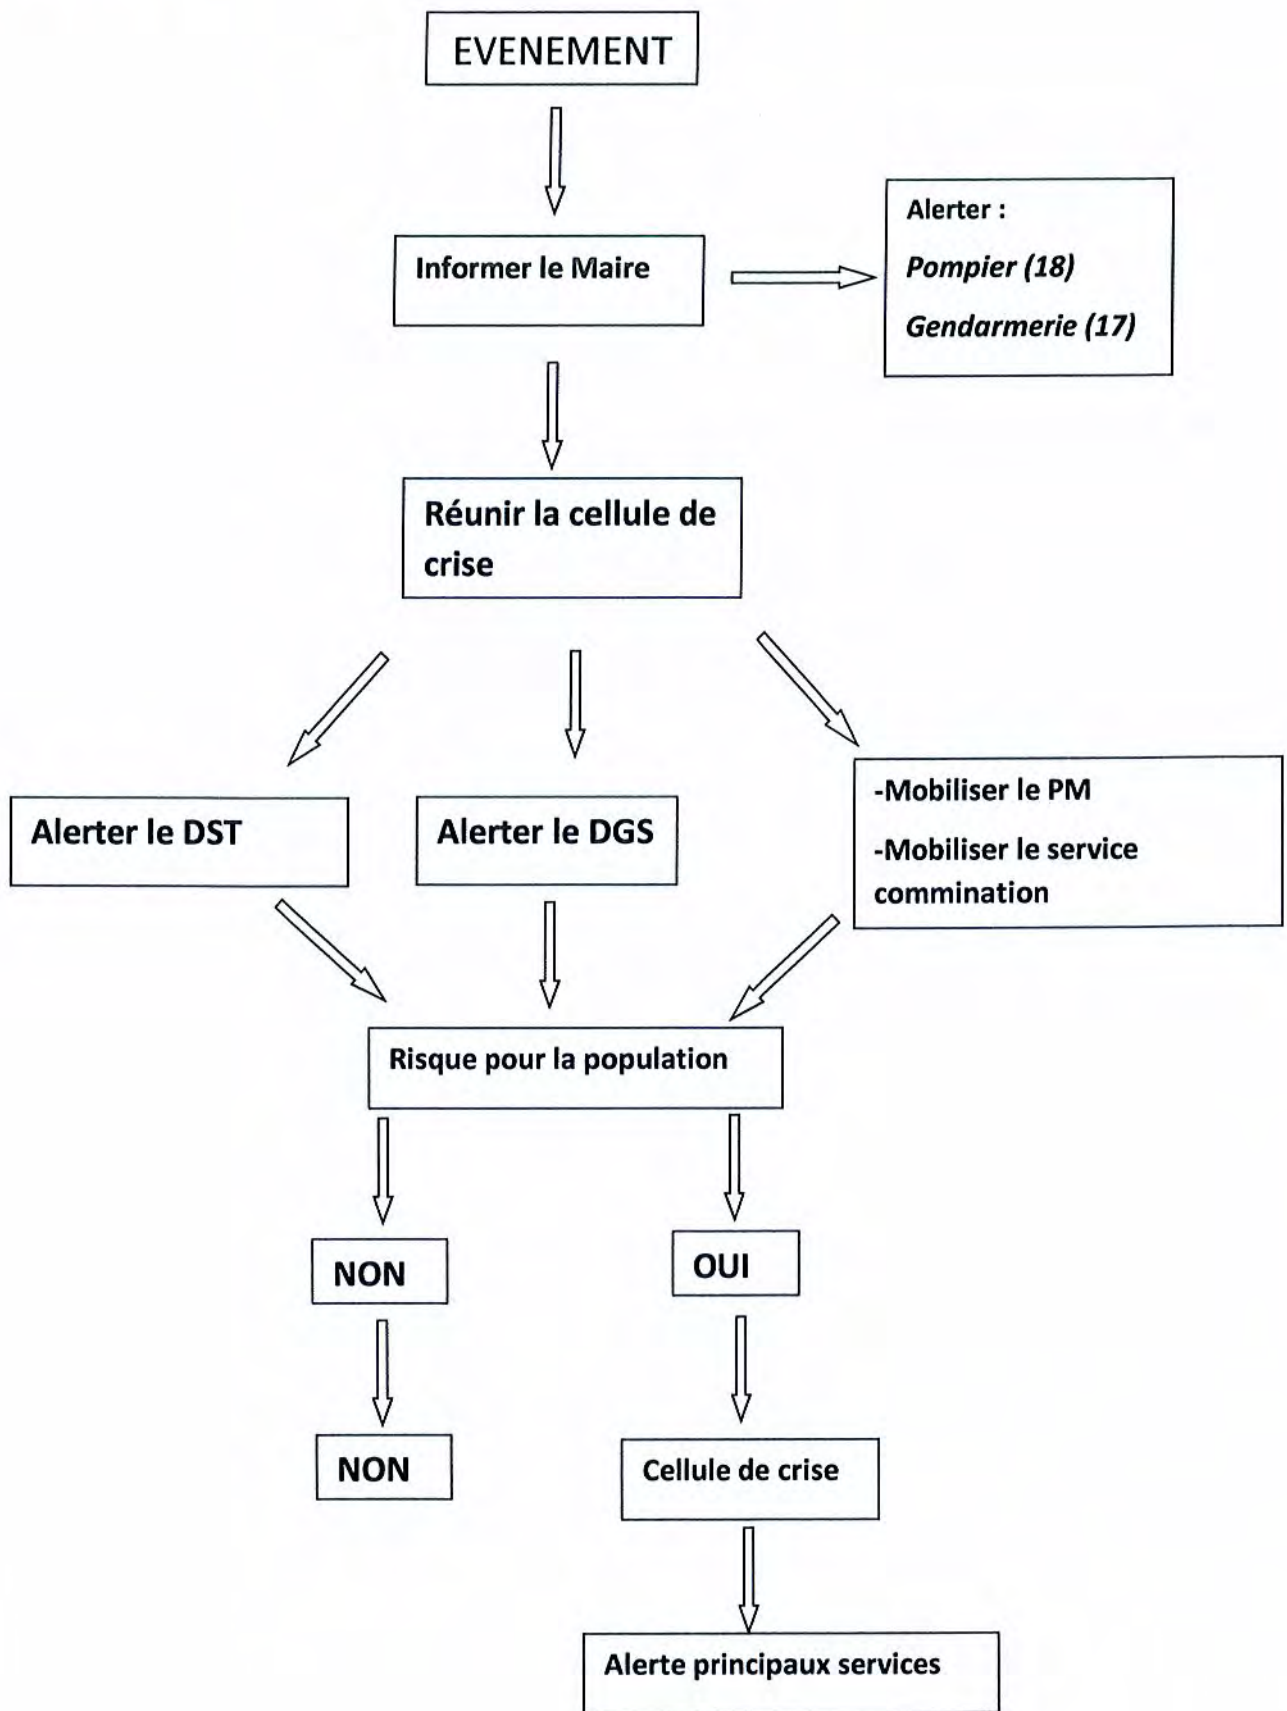 EVENEMENT
Informer le Maire
Alerter :
Pompier (18)
Gendarmerie (17)
Réunir la cellule de
crise
Alerter le DST
Alerter le DGS
-Mobiliser le PM
-Mobiliser le service
commination
Risque pour la population
NON
OUI
NON
Cellule de crise
Alerte principaux services